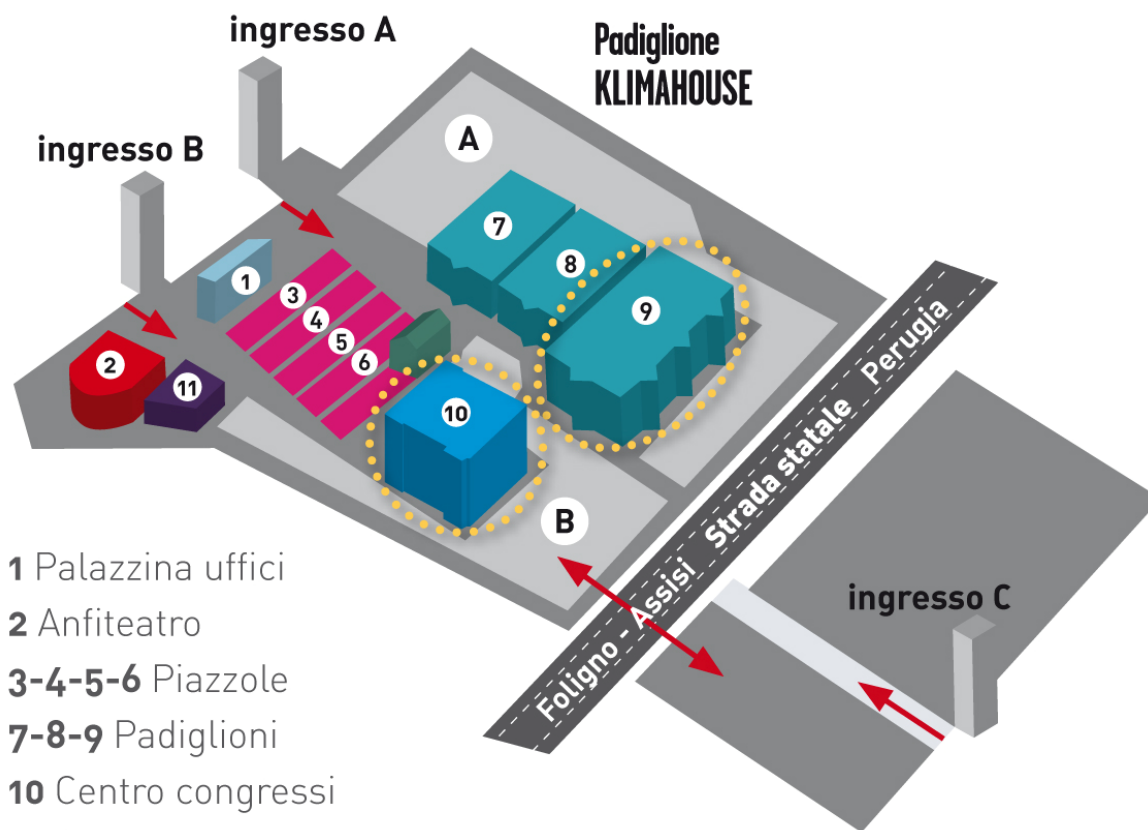 ingresso A
Padiglione
KLIMAHOUSE
ingresso B
A
7
8
9
1
3
4
5
6
2
11
10
B
Foligno - Assisi Strada statale Perugia
ingresso C
1 Palazzina uffici
2 Anfiteatro
3-4-5-6 Piazzole
7-8-9 Padiglioni
10 Centro congressi